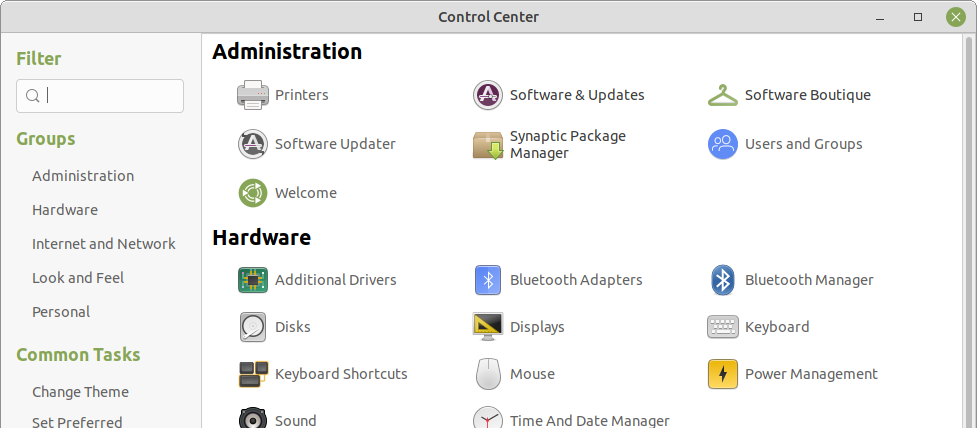 Control Center
Filter
Groups
Administration
Hardware
Internet and Network
Look and Feel
Personal
Common Tasks
Change Theme
Set Preferred
Administration
Printers
Software & Updates
Software Boutique
Software Updater
Synaptic Package
Manager
Users and Groups
Welcome
Hardware
Additional Drivers
Bluetooth Adapters
Bluetooth Manager
Disks
Displays
Keyboard
Keyboard Shortcuts
Mouse
Power Management
Sound
Time And Date Manager